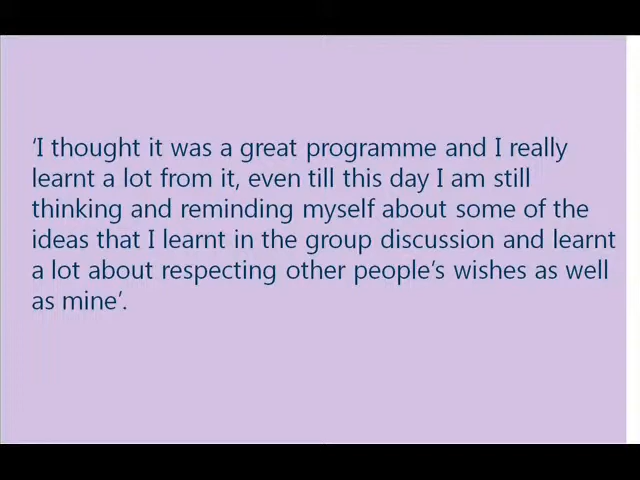 ‘I thought it was a great programme and I really
learnt a lot from it, even till this day I am still
thinking and reminding myself about some of the
ideas that I learnt in the group discussion and learnt
a lot about respecting other people’s wishes as well
as mine’.